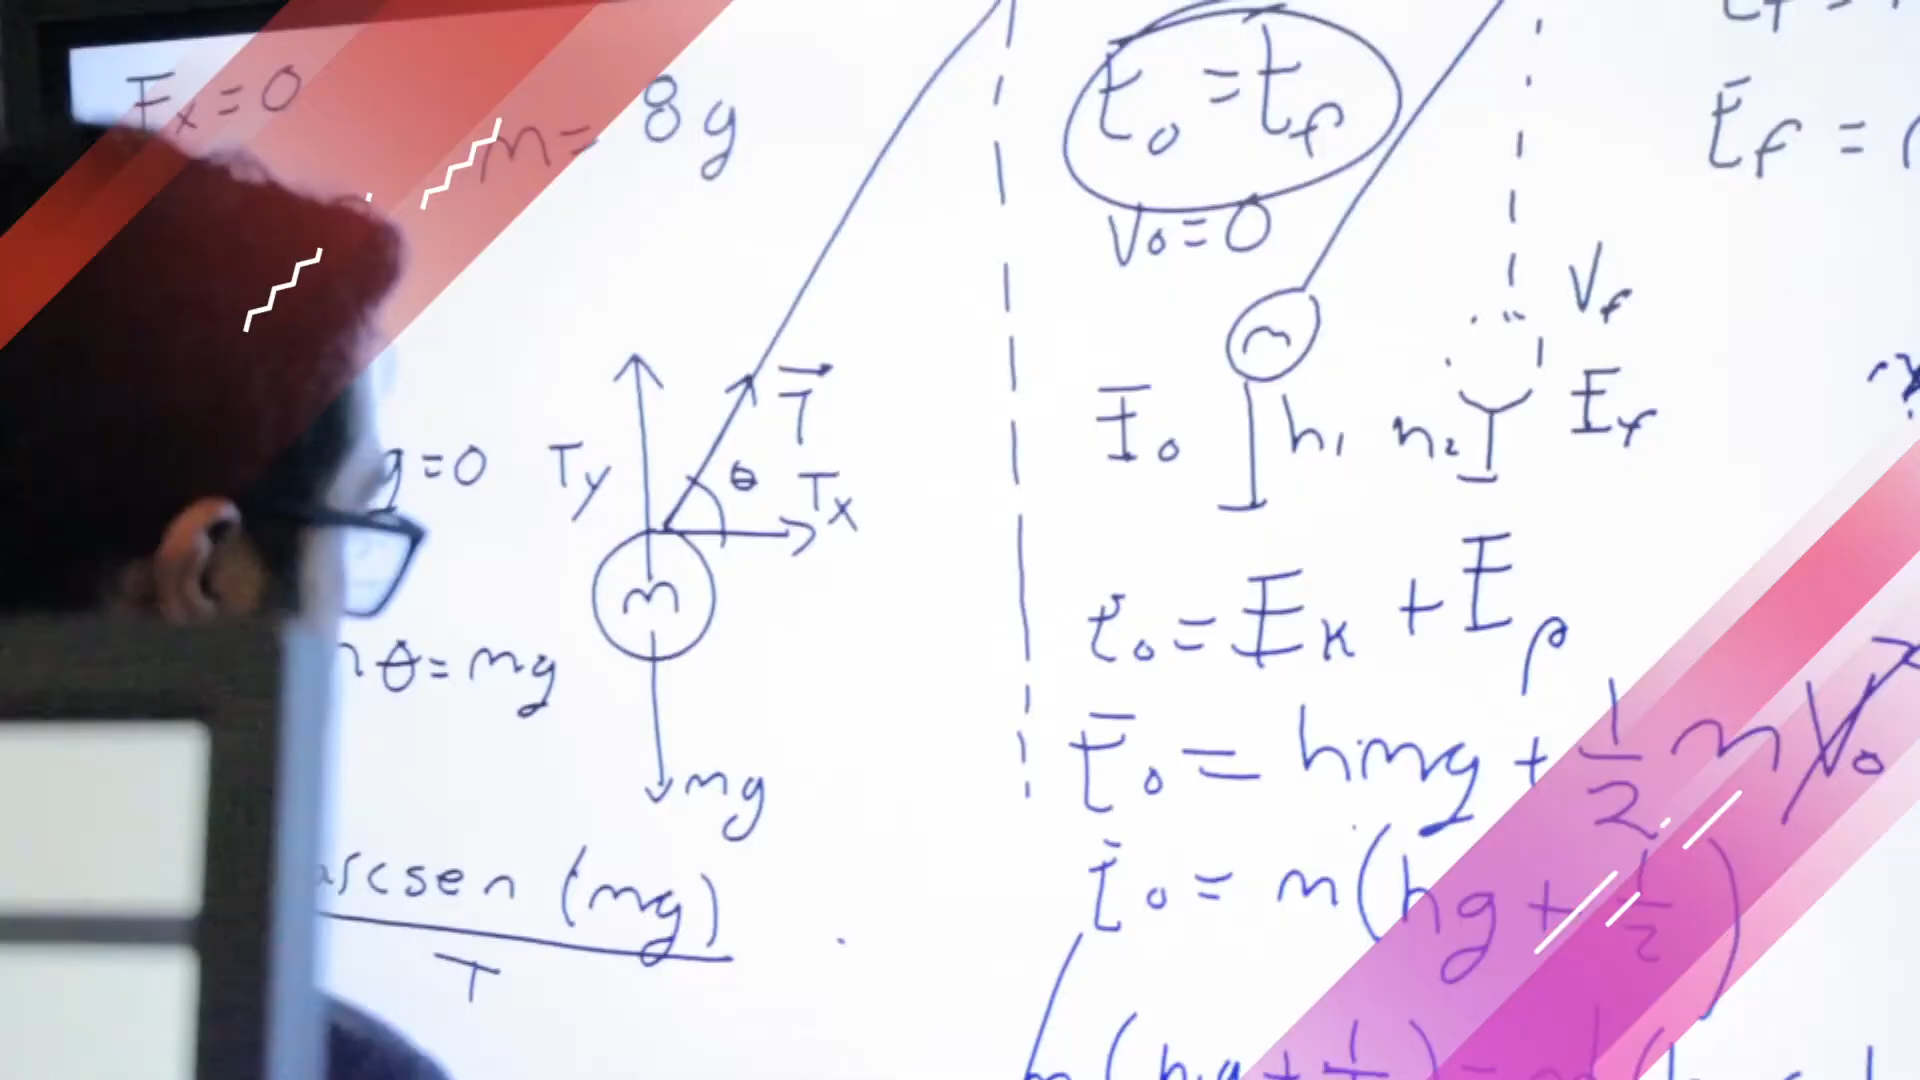 Fx = 0
m = 8g
g = 0
Ty
T
θ
Tx
m
mg
θ = mg
arcsen (mg)
T
E0 = Ef
V0 = 0
m
E0
h1
h2
Vf
Ef
E0 = Ek + Ep
E0 = hmg + 1/2 m V0
E0 = m(hg + 1/2)
Ef =